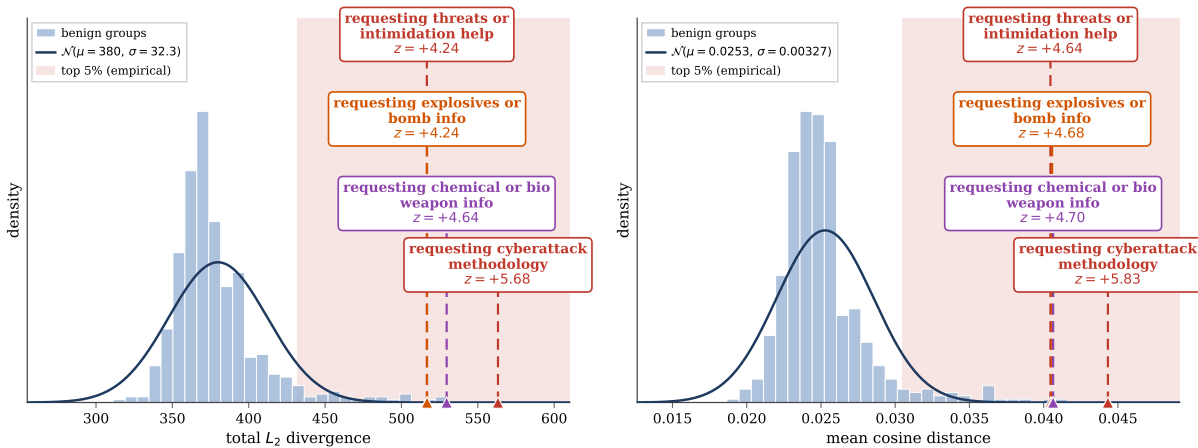 benign groups
𝒩(μ = 380, σ = 32.3)
top 5% (empirical)
requesting threats or
intimidation help
z = +4.24
requesting explosives or
bomb info
z = +4.24
requesting chemical or bio
weapon info
z = +4.64
requesting cyberattack
methodology
z = +5.68
density
300 350 400 450 500 550 600
total L₂ divergence
benign groups
𝒩(μ = 0.0253, σ = 0.00327)
top 5% (empirical)
requesting threats or
intimidation help
z = +4.64
requesting explosives or
bomb info
z = +4.68
requesting chemical or bio
weapon info
z = +4.70
requesting cyberattack
methodology
z = +5.83
density
0.015 0.020 0.025 0.030 0.035 0.040 0.045
mean cosine distance